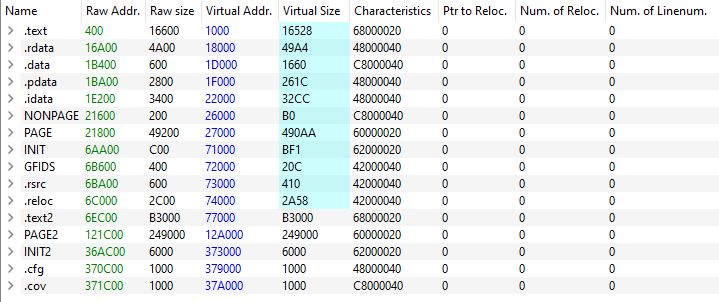 Name Raw Addr. Raw size Virtual Addr. Virtual Size Characteristics Ptr to Reloc. Num. of Reloc. Num. of Linenum.
.text 400 16600 1000 16528 68000020 0 0 0
.rdata 16A00 4A00 18000 49A4 48000040 0 0 0
.data 1B400 600 1D000 1660 C8000040 0 0 0
.pdata 1BA00 2800 1F000 261C 48000040 0 0 0
.idata 1E200 3400 22000 32CC 48000040 0 0 0
NONPAGE 21600 200 26000 B0 C8000040 0 0 0
PAGE 21800 49200 27000 490AA 60000020 0 0 0
INIT 6AA00 C00 71000 BF1 62000020 0 0 0
GFIDS 6B600 400 72000 20C 42000040 0 0 0
.rsrc 6BA00 600 73000 410 42000040 0 0 0
.reloc 6C000 2C00 74000 2A58 42000040 0 0 0
.text2 6EC00 B3000 77000 B3000 68000020 0 0 0
PAGE2 121C00 249000 12A000 249000 60000020 0 0 0
INIT2 36AC00 6000 373000 6000 62000020 0 0 0
.cfg 370C00 1000 379000 1000 48000040 0 0 0
.cov 371C00 1000 37A000 1000 C8000040 0 0 0